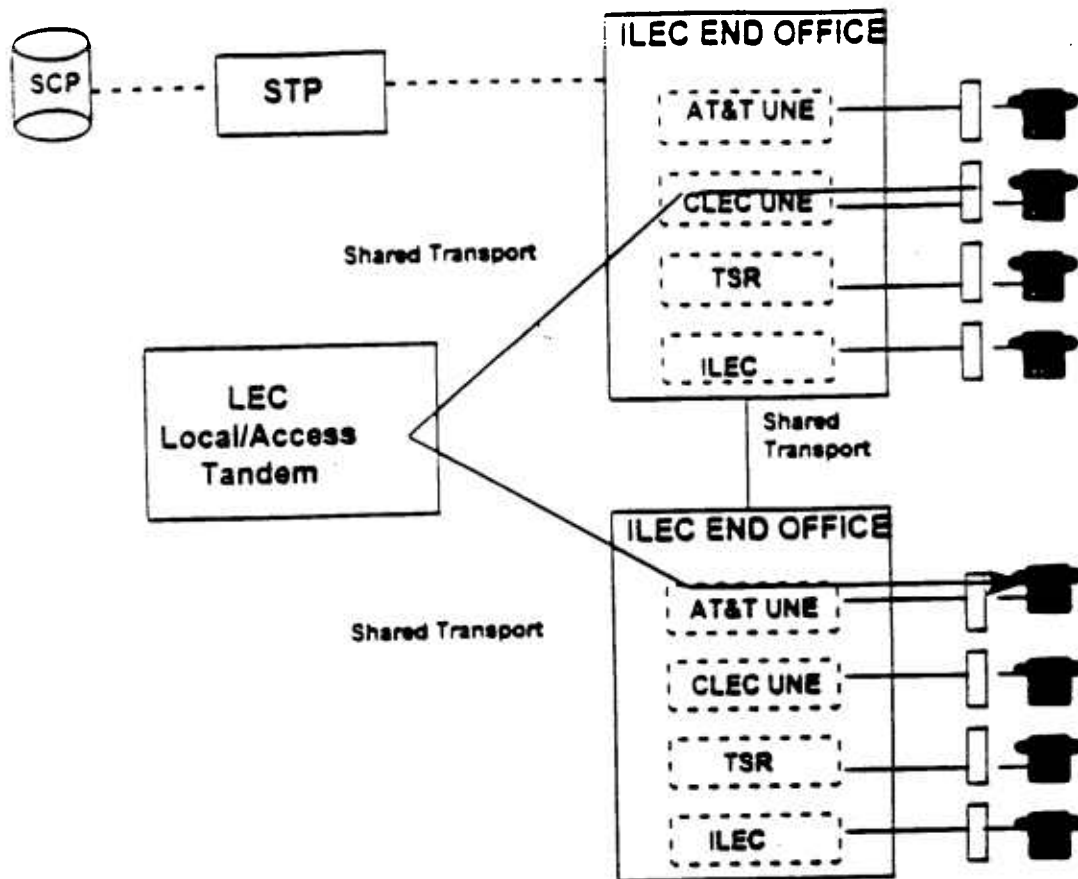 ILEC END OFFICE
SCP
STP
AT&T UNE
CLEC UNE
Shared Transport
TSR
ILEC
LEC
Local/Access
Tandem
Shared
Transport
ILEC END OFFICE
AT&T UNE
Shared Transport
CLEC UNE
TSR
ILEC